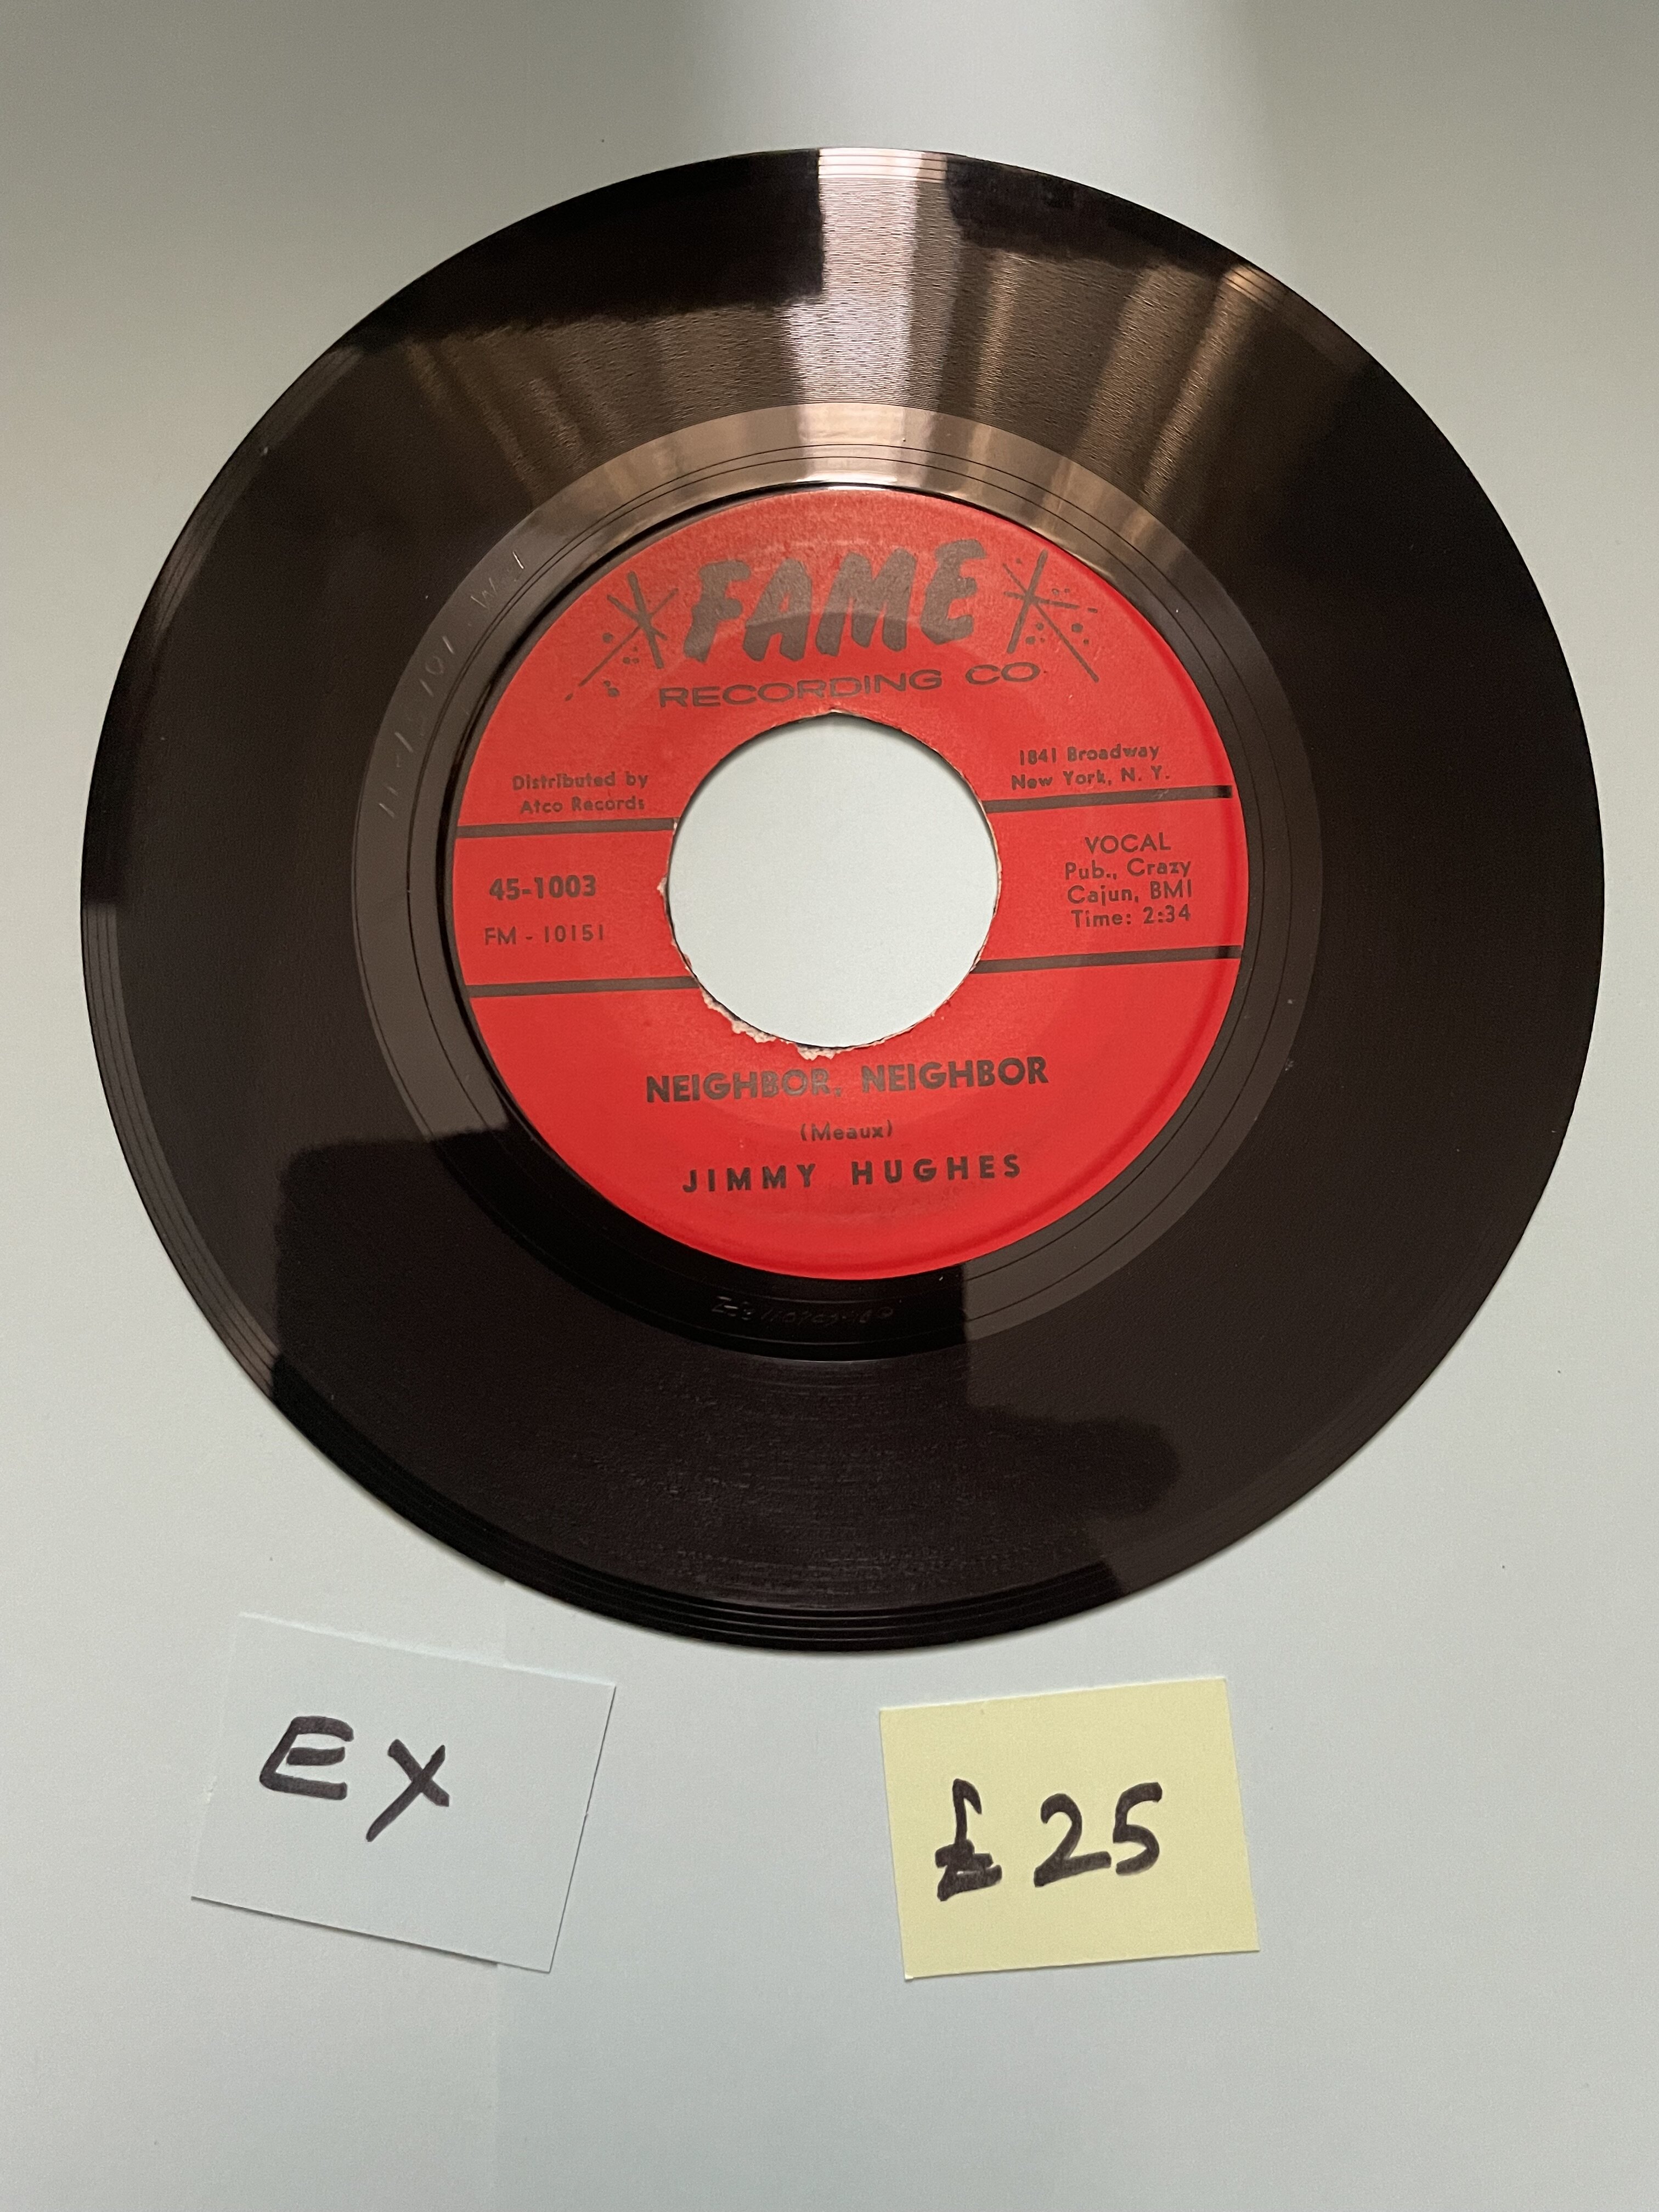 FAME
RECORDING CO
Distributed by
Atco Records
1841 Broadway
New York, N. Y.
45-1003
FM - 10151
VOCAL
Pub., Crazy
Cajun, BMI
Time: 2:34
NEIGHBOR, NEIGHBOR
(Meaux)
JIMMY HUGHES
EX
£25